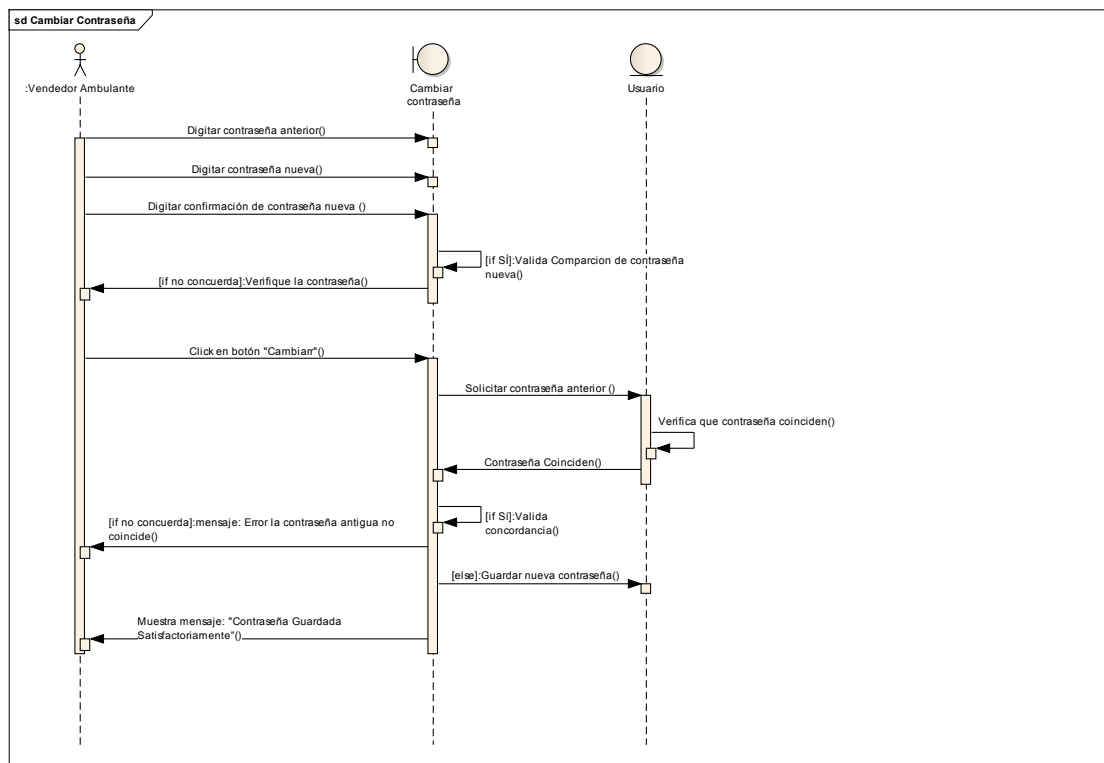 sd Cambiar Contraseña
:Vendedor Ambulante
Cambiar
contraseña
Usuario
Digitar contraseña anterior()
Digitar contraseña nueva()
Digitar confirmación de contraseña nueva ()
[if SÍ]:Valida Comparcion de contraseña
nueva()
[if no concuerda]:Verifique la contraseña()
Click en botón "Cambiarr"()
Solicitar contraseña anterior ()
Verifica que contraseña coinciden()
Contraseña Coinciden()
[if Sí]:Valida
concordancia()
[if no concuerda]:mensaje: Error la contraseña antigua no
coincide()
[else]:Guardar nueva contraseña()
Muestra mensaje: "Contraseña Guardada
Satisfactoriamente"()